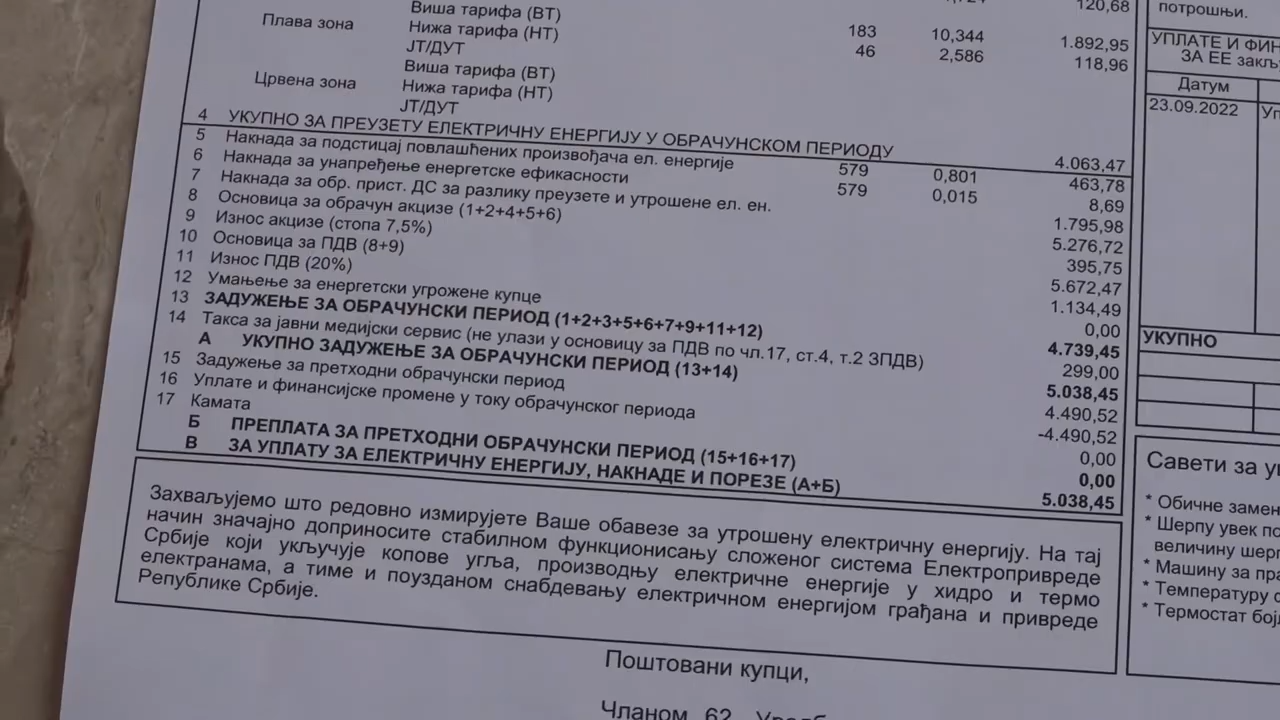 Виша тарифа (ВТ) 120,68
Плава зона Нижа тарифа (НТ) 183 10,344 1.892,95
ЈТ/ДУТ 46 2,586 118,96
Виша тарифа (ВТ)
Црвена зона Нижа тарифа (НТ)
ЈТ/ДУТ
4 УКУПНО ЗА ПРЕУЗЕТУ ЕЛЕКТРИЧНУ ЕНЕРГИЈУ У ОБРАЧУНСКОМ ПЕРИОДУ 4.063,47
5 Накнада за подстицај повлашћених произвођача ел. енергије 579 0,801 463,78
6 Накнада за унапређење енергетске ефикасности 579 0,015 8,69
7 Накнада за обр. прист. ДС за разлику преузете и утрошене ел. ен. 1.795,98
8 Основица за обрачун акцизе (1+2+4+5+6) 5.276,72
9 Износ акцизе (стопа 7,5%) 395,75
10 Основица за ПДВ (8+9) 5.672,47
11 Износ ПДВ (20%) 1.134,49
12 Умањење за енергетски угрожене купце 0,00
13 ЗАДУЖЕЊЕ ЗА ОБРАЧУНСКИ ПЕРИОД (1+2+3+5+6+7+9+11+12) 4.739,45
14 Такса за јавни медијски сервис (не улази у основицу за ПДВ по чл.17, ст.4, т.2 ЗПДВ) 299,00
А УКУПНО ЗАДУЖЕЊЕ ЗА ОБРАЧУНСКИ ПЕРИОД (13+14) 5.038,45
15 Задужење за претходни обрачунски период 4.490,52
16 Уплате и финансијске промене у току обрачунског периода -4.490,52
17 Камата 0,00
Б ПРЕПЛАТА ЗА ПРЕТХОДНИ ОБРАЧУНСКИ ПЕРИОД (15+16+17) 0,00
В ЗА УПЛАТУ ЗА ЕЛЕКТРИЧНУ ЕНЕРГИЈУ, НАКНАДЕ И ПОРЕЗЕ (А+Б) 5.038,45
Захваљујемо што редовно измирујете Ваше обавезе за утрошену електричну енергију. На тај
начин значајно доприносите стабилном функционисању сложеног система Електропривреде
Србије који укључује копове угља, производњу електричне енергије у хидро и термо
електранама, а тиме и поузданом снабдевању електричном енергијом грађана и привреде
Републике Србије.
Поштовани купци,
Чланом 62.
потрошњи.
УПЛАТЕ И ФИН
ЗА ЕЕ закљ
Датум
23.09.2022 Уп
УКУПНО
Савети за у
* Обичне замен
* Шерпу увек по
величину шерп
* Машину за пра
* Температуру с
* Термостат бој